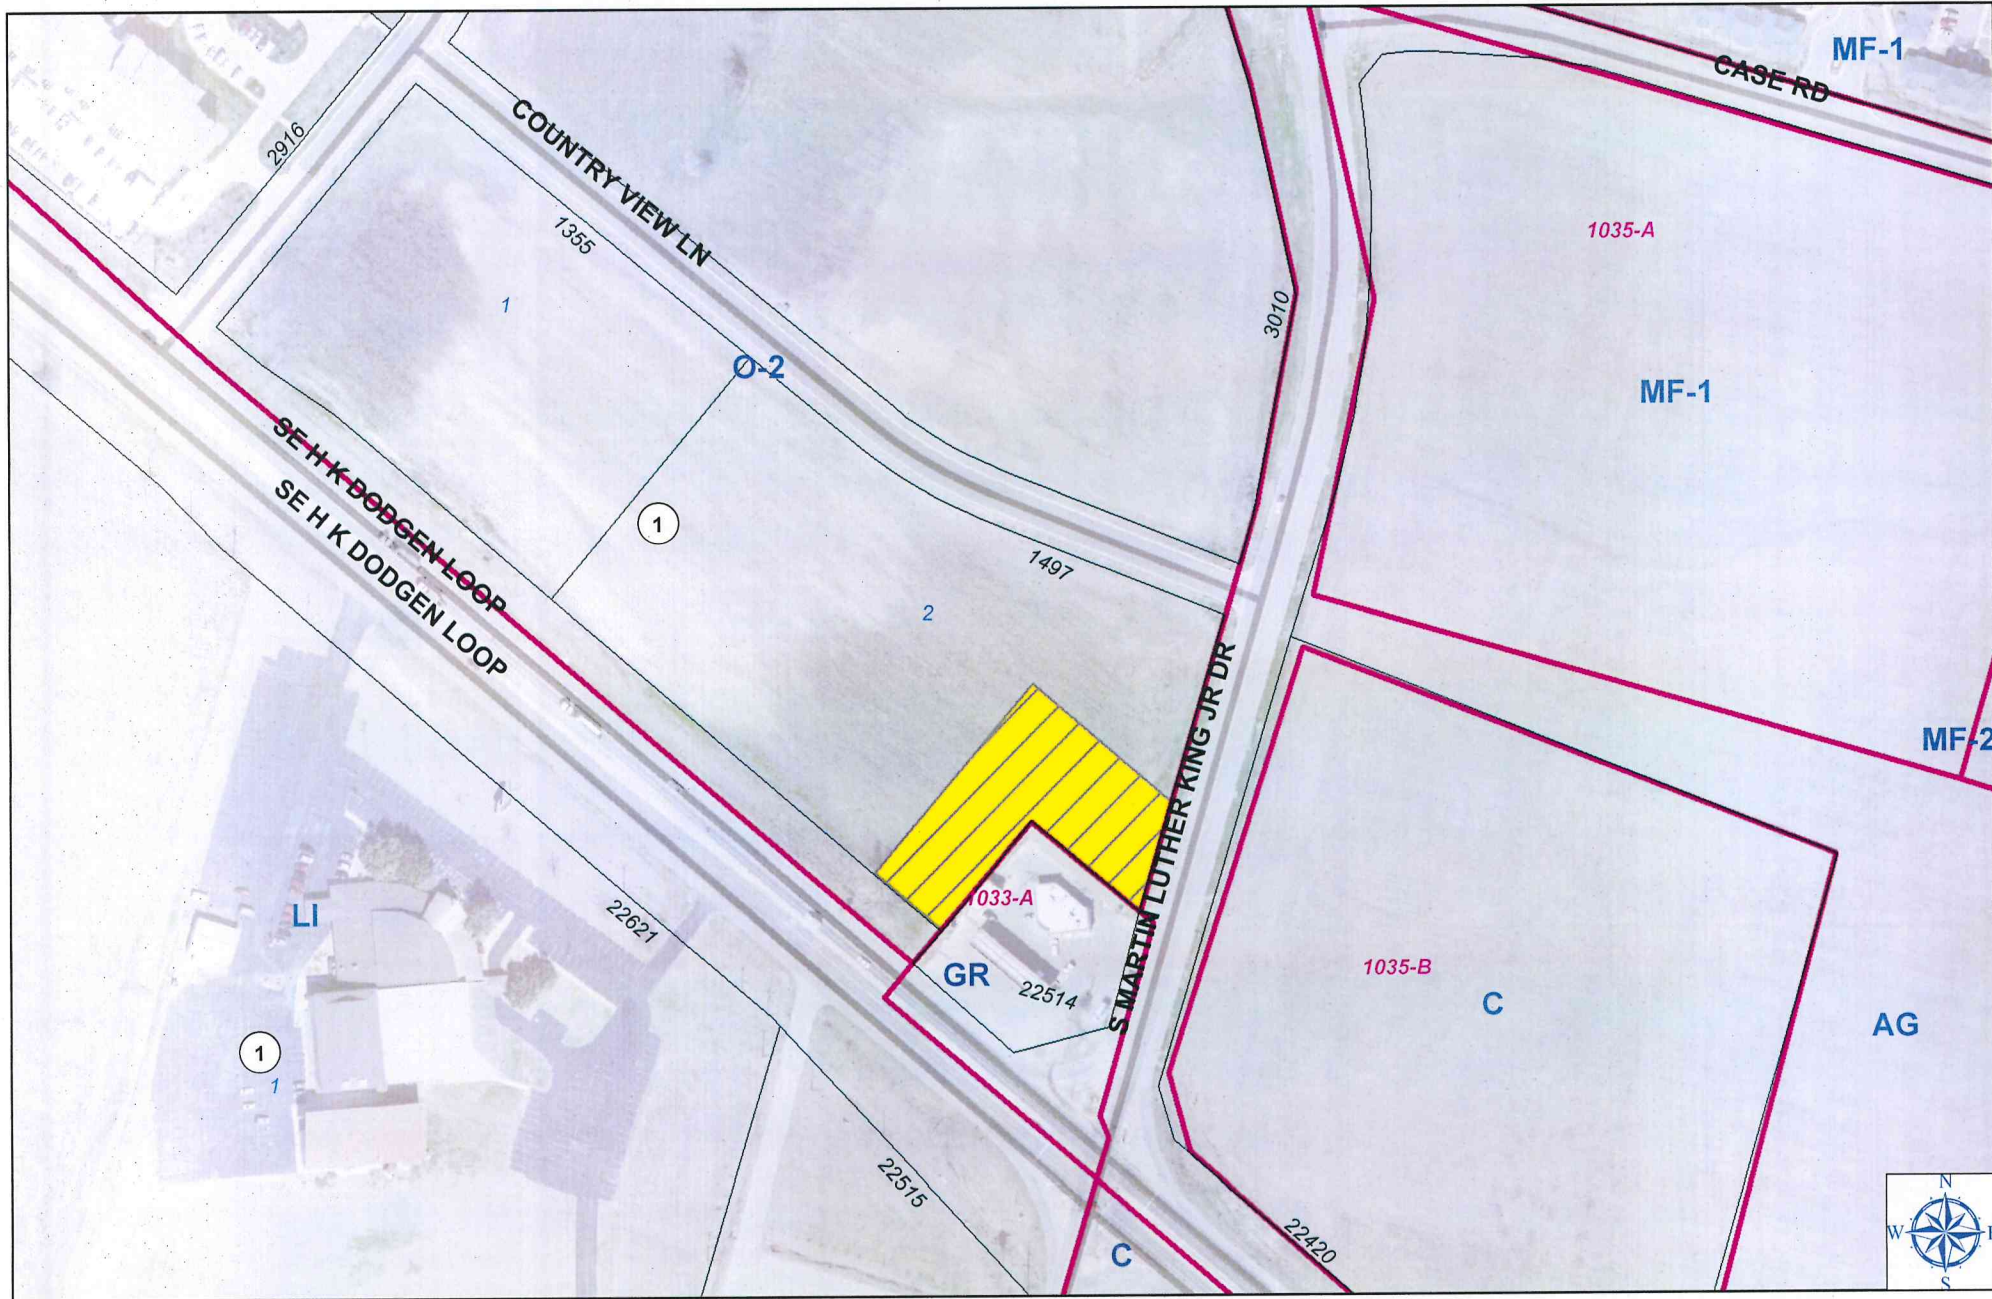 MF-1
CASE RD
2916
COUNTRY VIEW LN
1355
1035-A
1
3010
O-2
MF-1
SE H K DODGEN LOOP
SE H K DODGEN LOOP
1
1497
2
S MARTIN LUTHER KING JR DR
MF-2
1033-A
LI
22621
GR
22514
1035-B
C
AG
1
1
22515
22420
C
N
W
E
S